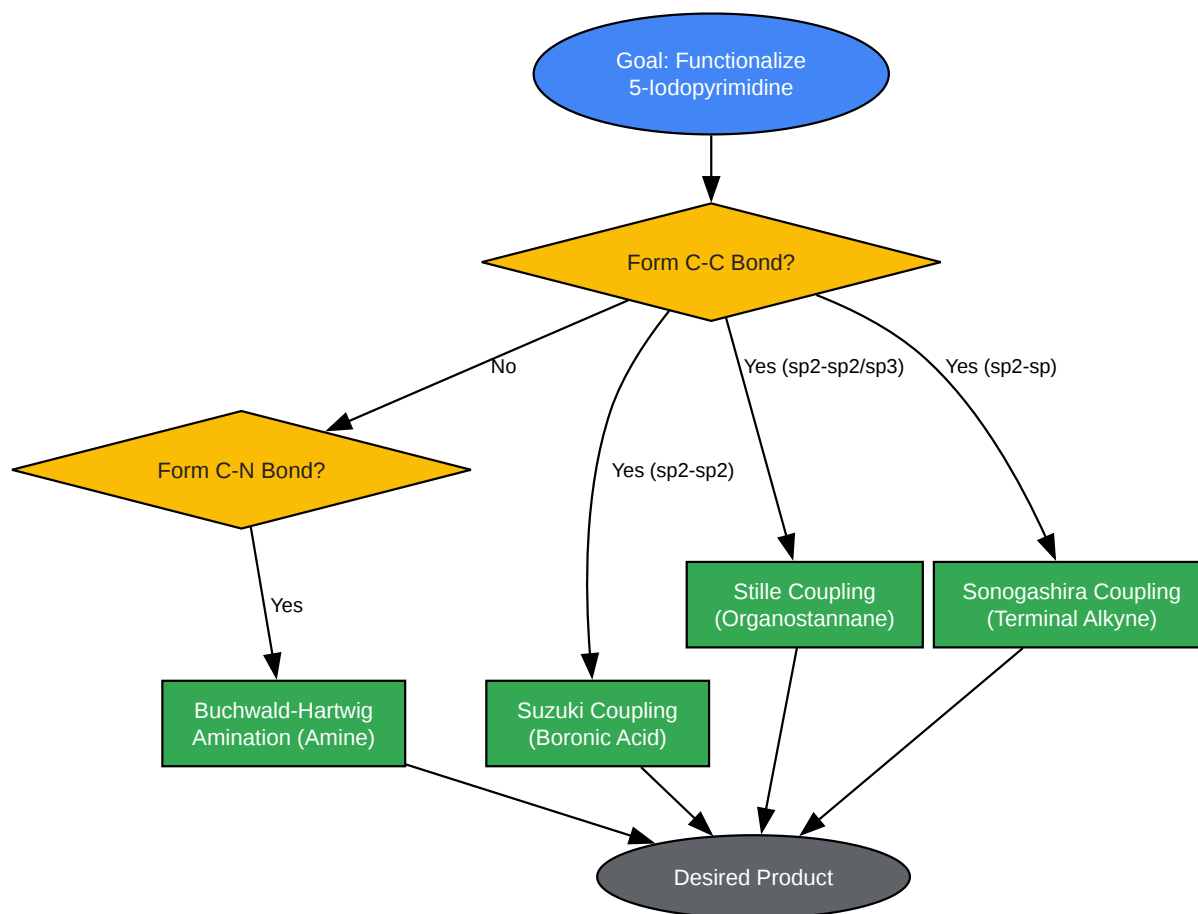 Goal: Functionalize
5-Iodopyrimidine
Form C-C Bond?
No
Yes (sp2-sp2/sp3)
Yes (sp2-sp)
Form C-N Bond?
Yes (sp2-sp2)
Yes
Stille Coupling
(Organostannane)
Sonogashira Coupling
(Terminal Alkyne)
Buchwald-Hartwig
Amination (Amine)
Suzuki Coupling
(Boronic Acid)
Desired Product